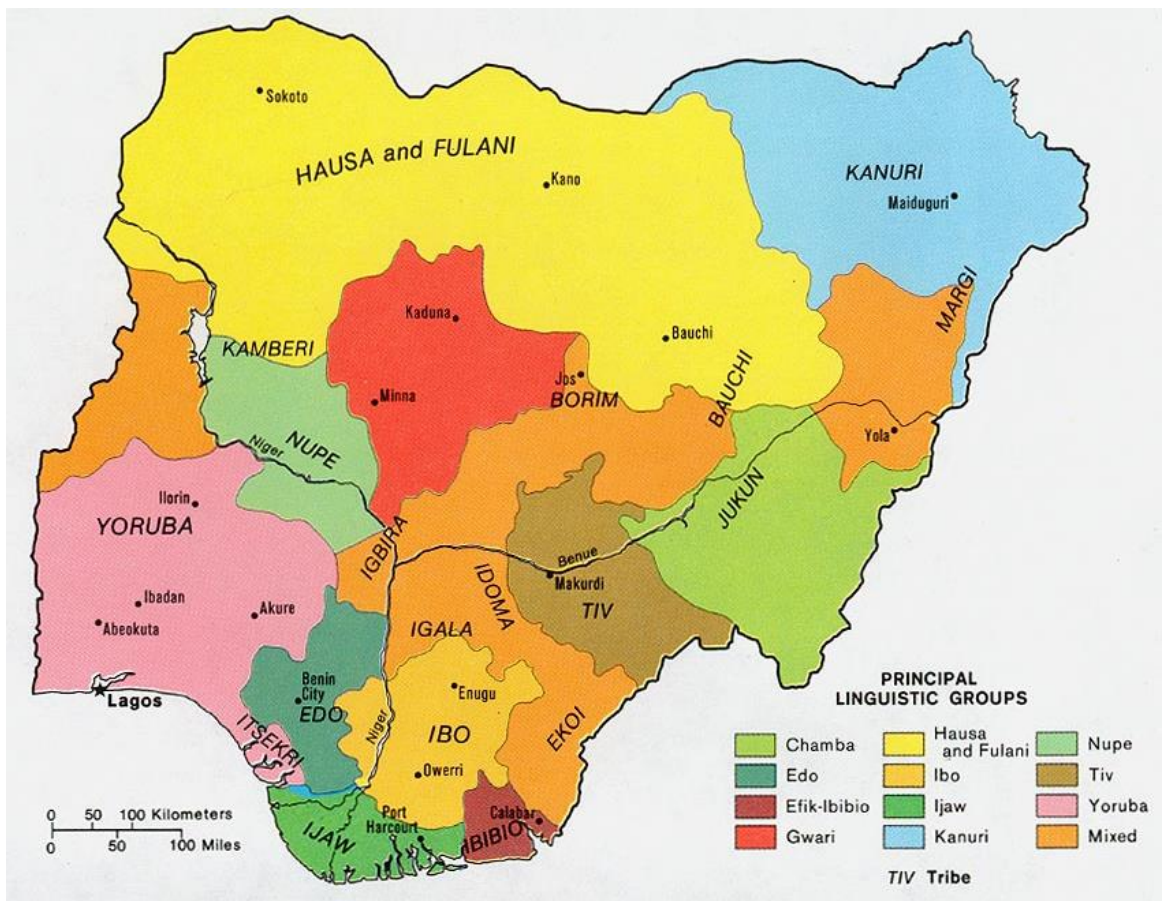 Sokoto
HAUSA and FULANI
Kano
KANURI
Maiduguri
MARGI
Kaduna
Bauchi
KAMBERI
Jos
BORIM
BAUCHI
Minna
Yola
NUPE
Niger
Ilorin
YORUBA
JUKUN
IGBIRA
Benue
Makurdi
TIV
IDOMA
Ibadan
Abeokuta
Akure
IGALA
Lagos
Benin
City
EDO
Enugu
IBO
Niger
ITSEKRI
EKOI
Owerri
Port
Harcourt
IJAW
Calabar
IBIBIO
0 50 100 Kilometers
0 50 100 Miles
PRINCIPAL
LINGUISTIC GROUPS
Chamba
Edo
Efik-Ibibio
Gwari
Hausa
and Fulani
Ibo
Ijaw
Kanuri
Nupe
Tiv
Yoruba
Mixed
TIV Tribe